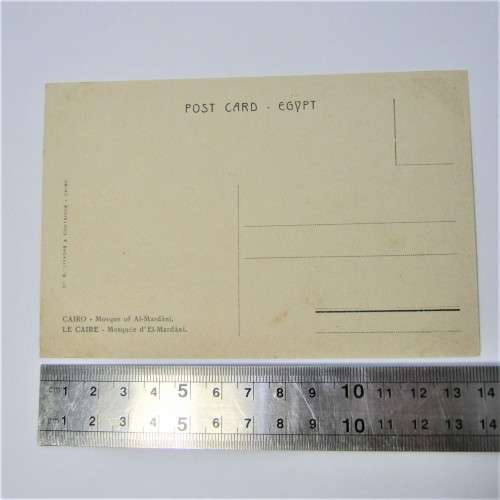 POST CARD - EGYPT
CAIRO - Mosque of Al-Mardâni.
LE CAIRE - Mosquée d'El-Mardâni.
cm 1 2 3 4 5 6 7 8 9 10 11 12 13 14
cm 1 2 3 4 5 6 7 8 9 10 11 12 13 14